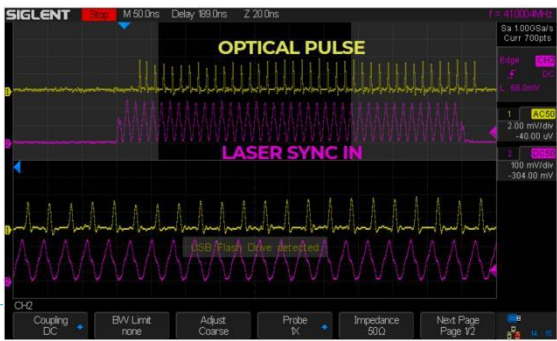 SIGLENT Stop M 50.0ns Delay 189.0ns Z 20.0ns f = 41.0004MHz
Sa 1.00GSa/s
Curr 700pts
OPTICAL PULSE
Edge CH2
DC
L 68.0mV
1 AC50
2.00 mV/div
-40.00 uV
LASER SYNC IN
2 DC50
100 mV/div
-304.00 mV
USB Flash Drive detected
CH2
Coupling BW Limit Adjust Probe Impedance Next Page
DC none Coarse 1X 50Ω Page 1/2